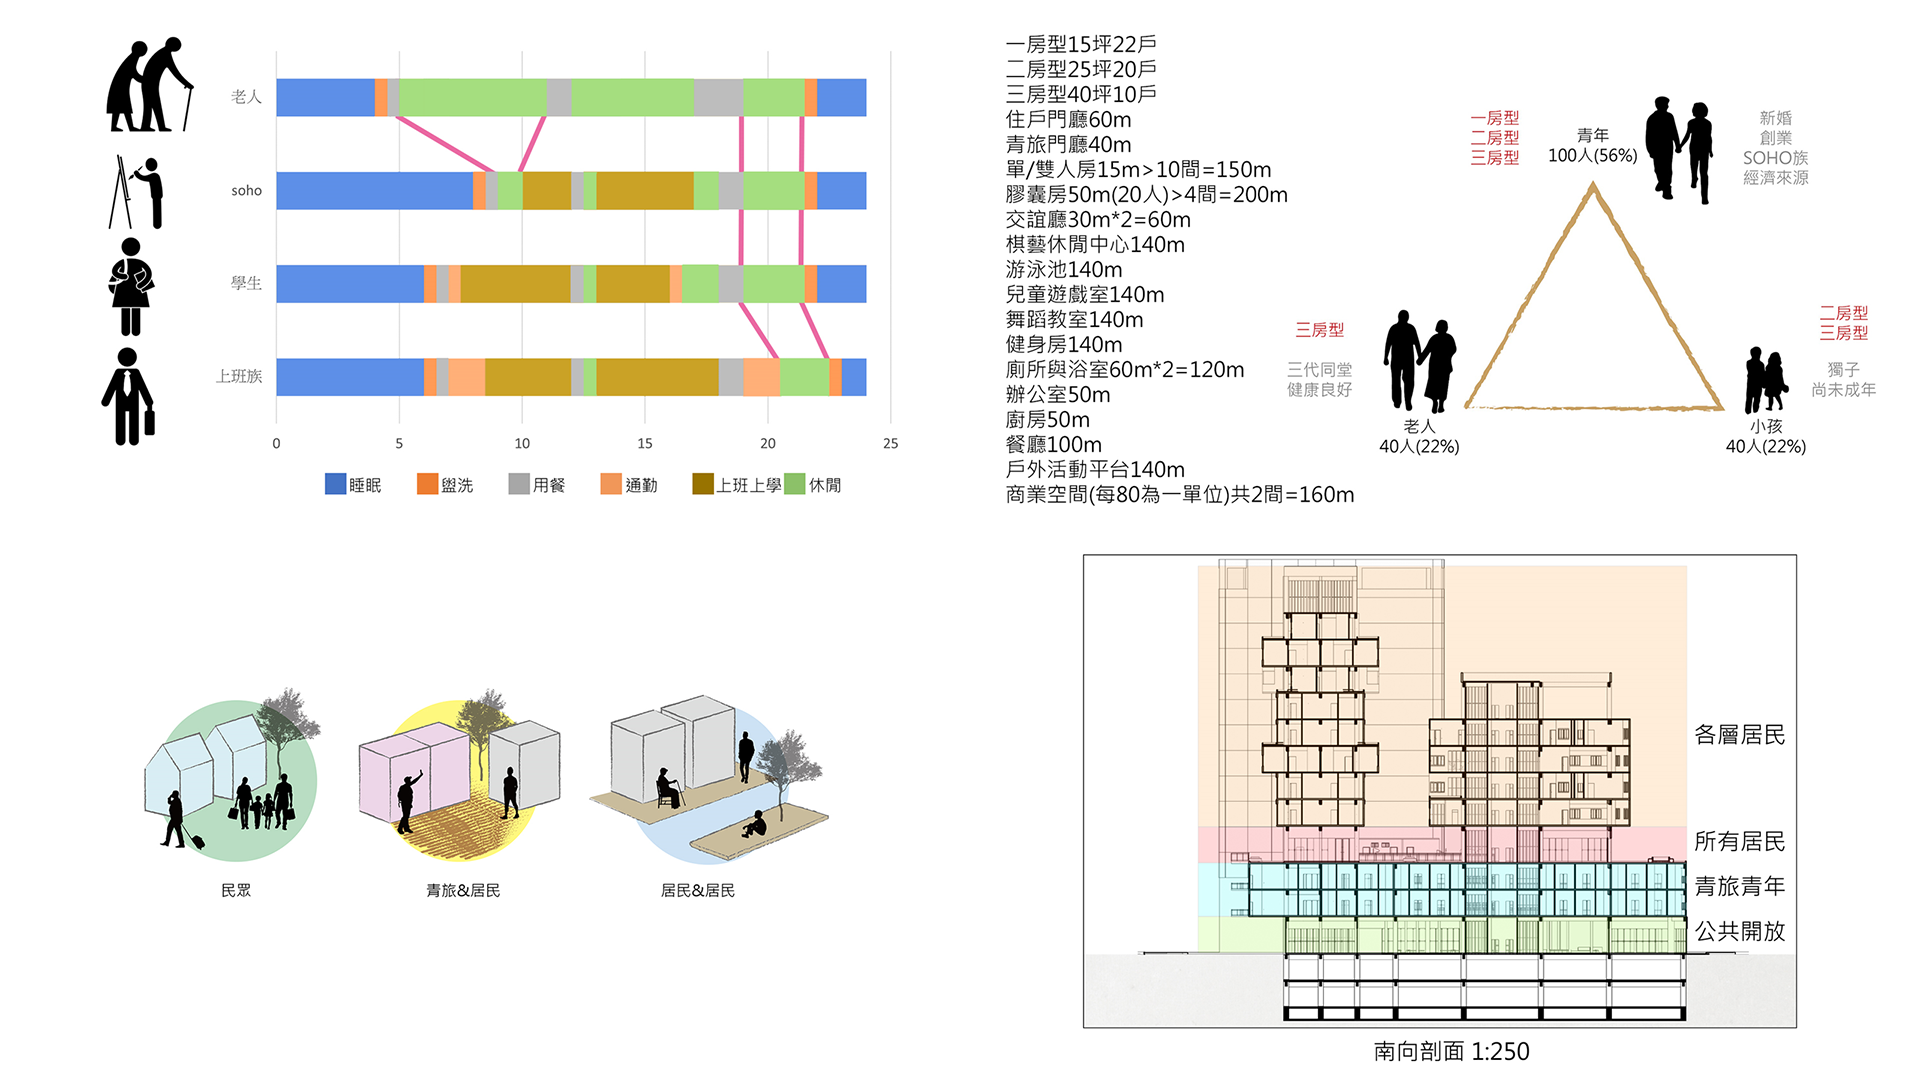 老人
soho
學生
上班族
0 5 10 15 20 25
睡眠 盥洗 用餐 通勤 上班上學 休閒
一房型15坪22戶
二房型25坪20戶
三房型40坪10戶
住戶門廳60m
青旅門廳40m
單/雙人房15m>10間=150m
膠囊房50m(20人)>4間=200m
交誼廳30m*2=60m
棋藝休閒中心140m
游泳池140m
兒童遊戲室140m
舞蹈教室140m
健身房140m
廁所與浴室60m*2=120m
辦公室50m
廚房50m
餐廳100m
戶外活動平台140m
商業空間(每80為一單位)共2間=160m
一房型
二房型
三房型
青年
100人(56%)
新婚
創業
SOHO族
經濟來源
三房型
三代同堂
健康良好
老人
40人(22%)
二房型
三房型
獨子
尚未成年
小孩
40人(22%)
民眾
青旅&居民
居民&居民
各層居民
所有居民
青旅青年
公共開放
南向剖面 1:250